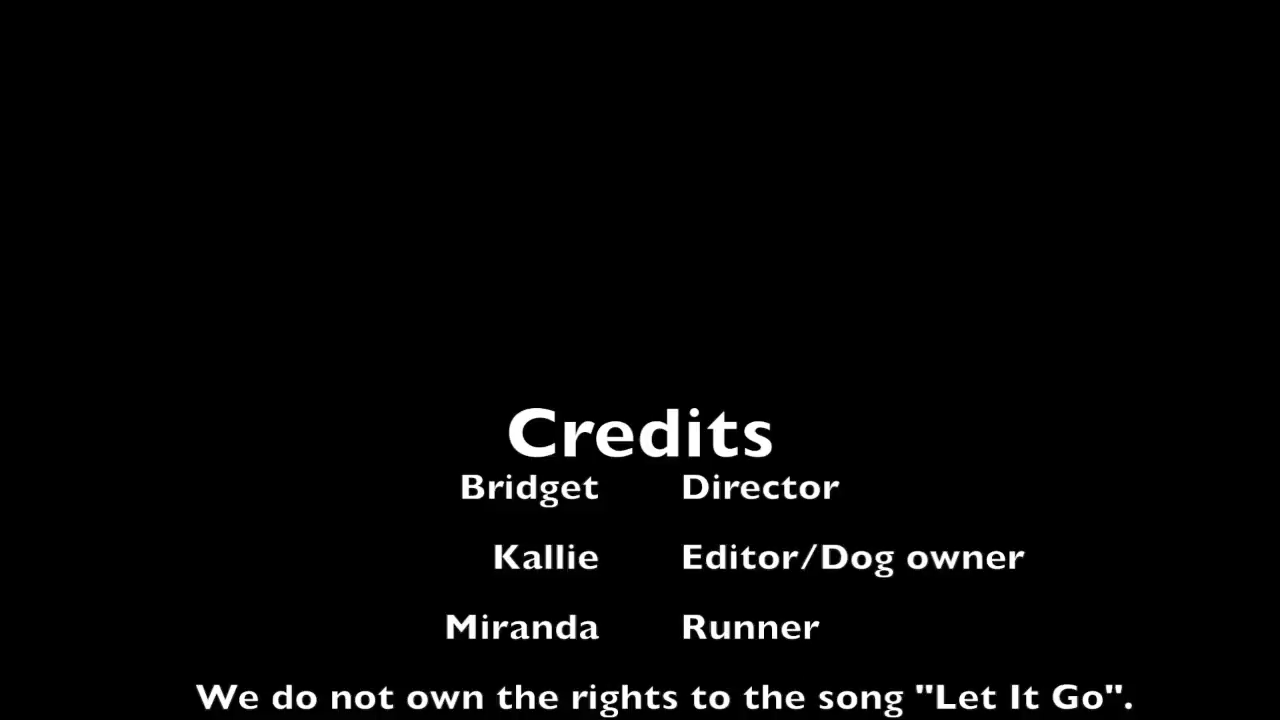 Credits
Bridget Director
Kallie Editor/Dog owner
Miranda Runner
We do not own the rights to the song "Let It Go".